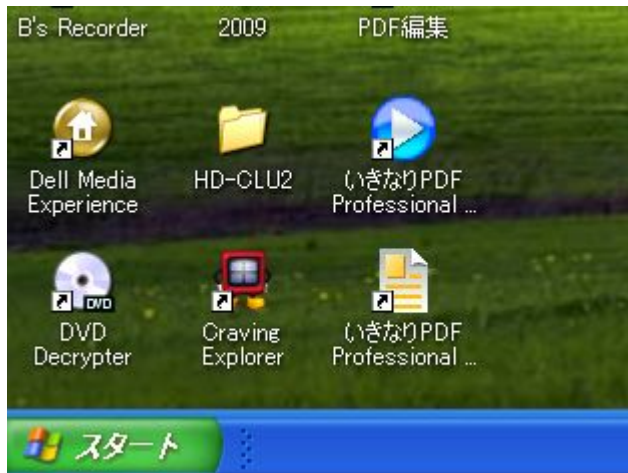 B's Recorder
2009
PDF編集
Dell Media
Experience
HD-CLU2
いきなりPDF
Professional ...
DVD
DVD
Decrypter
Craving
Explorer
いきなりPDF
Professional ...
スタート